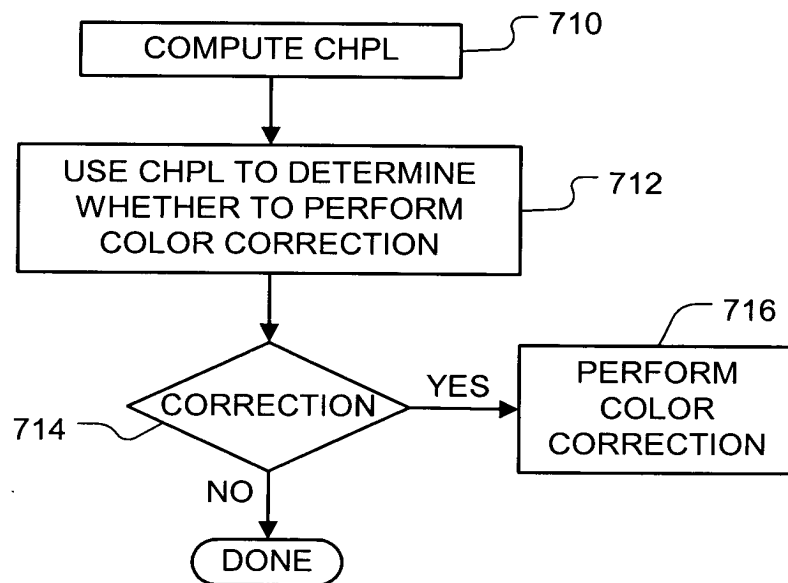 COMPUTE CHPL
710
USE CHPL TO DETERMINE
WHETHER TO PERFORM
COLOR CORRECTION
712
CORRECTION
714
YES
716
PERFORM
COLOR
CORRECTION
NO
DONE